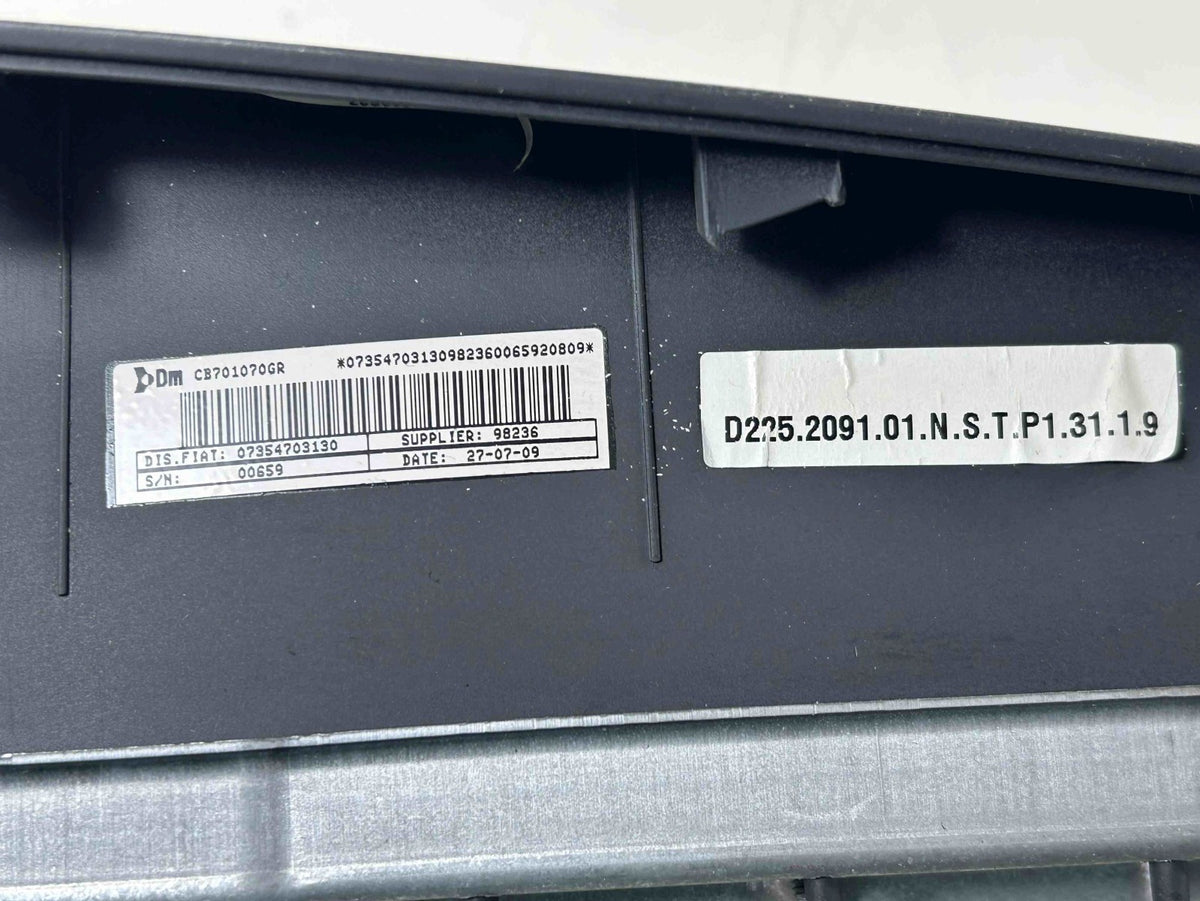 Dm CB701070GR *07354703130982360065920809*
DIS.FIAT: 07354703130 SUPPLIER: 98236
S/N: 00659 DATE: 27-07-09
D225.2091.01.N.S.T.P1.31.1.9